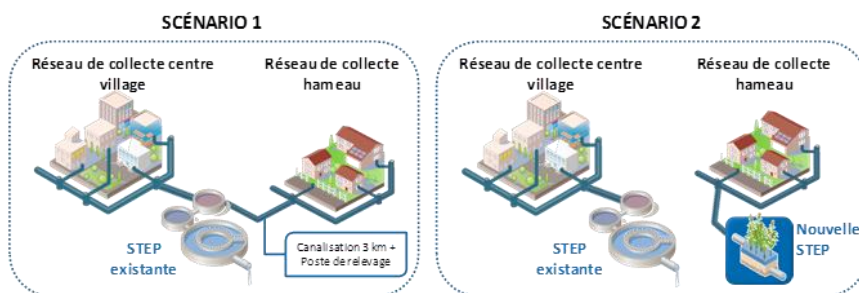 SCÉNARIO 1
Réseau de collecte centre
village
Réseau de collecte
hameau
STEP
existante
Canalisation 3 km +
Poste de relevage
SCÉNARIO 2
Réseau de collecte centre
village
Réseau de collecte
hameau
STEP
existante
Nouvelle
STEP